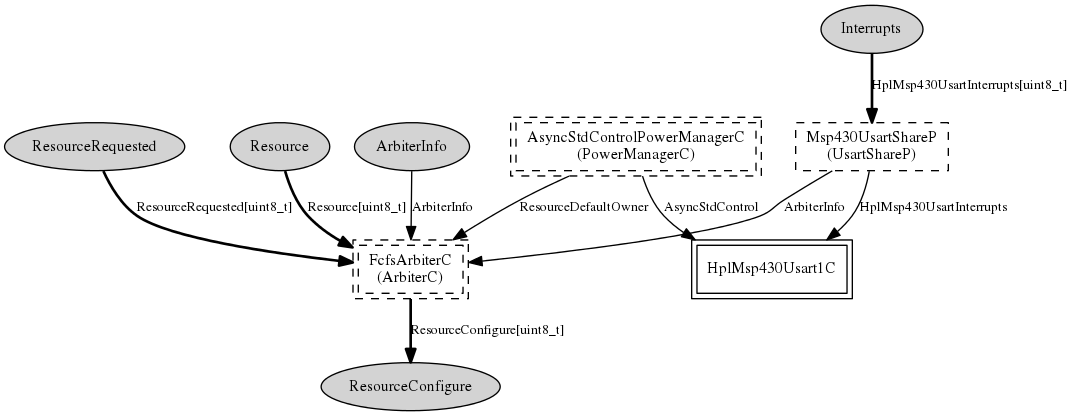 Interrupts
HplMsp430UsartInterrupts[uint8_t]
ResourceRequested
Resource
ArbiterInfo
AsyncStdControlPowerManagerC
(PowerManagerC)
Msp430UsartShareP
(UsartShareP)
ResourceRequested[uint8_t]
Resource[uint8_t]
ArbiterInfo
ResourceDefaultOwner
AsyncStdControl
ArbiterInfo
HplMsp430UsartInterrupts
FcfsArbiterC
(ArbiterC)
HplMsp430Usart1C
ResourceConfigure[uint8_t]
ResourceConfigure